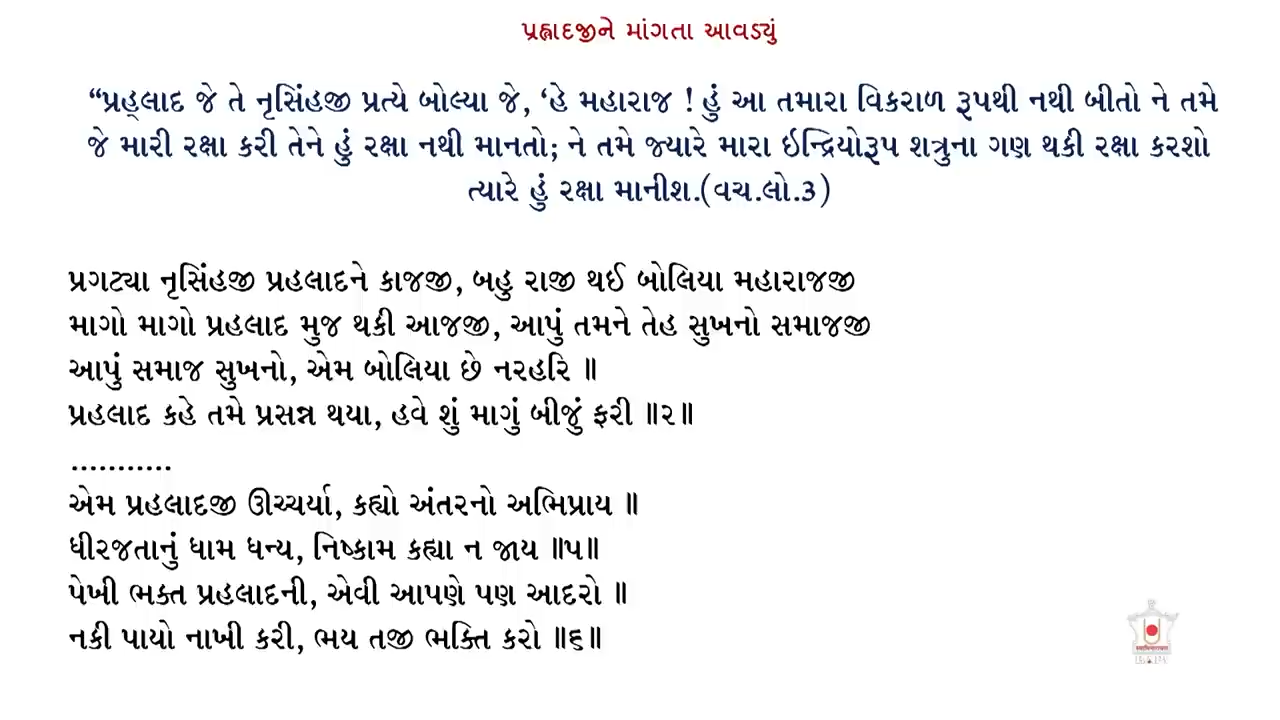 પ્રહ્લાદજીને માંગતા આવડ્યું
“પ્રહ્લાદ જે તે નૃસિંહજી પ્રત્યે બોલ્યા જે, ‘હે મહારાજ ! હું આ તમારા વિકરાળ રૂપથી નથી બીતો ને તમે
જે મારી રક્ષા કરી તેને હું રક્ષા નથી માનતો; ને તમે જ્યારે મારા ઇન્દ્રિયોરૂપ શત્રુના ગણ થકી રક્ષા કરશો
ત્યારે હું રક્ષા માનીશ.(વચ.લો.૩)
પ્રગટ્યા નૃસિંહજી પ્રહલાદને કાજજી, બહુ રાજી થઈ બોલિયા મહારાજજી
માગો માગો પ્રહલાદ મુજ થકી આજજી, આપું તમને તેહ સુખનો સમાજજી
આપું સમાજ સુખનો, એમ બોલિયા છે નરહરિ ॥
પ્રહલાદ કહે તમે પ્રસન્ન થયા, હવે શું માગું બીજું ફરી ॥૨॥
...........
એમ પ્રહલાદજી ઊચ્ચર્યા, કહ્યો અંતરનો અભિપ્રાય ॥
ધીરજતાનું ધામ ધન્ય, નિષ્કામ કહ્યા ન જાય ॥૫॥
પેખી ભક્ત પ્રહલાદની, એવી આપણે પણ આદરો ॥
નકી પાયો નાખી કરી, ભય તજી ભક્તિ કરો ॥૬॥